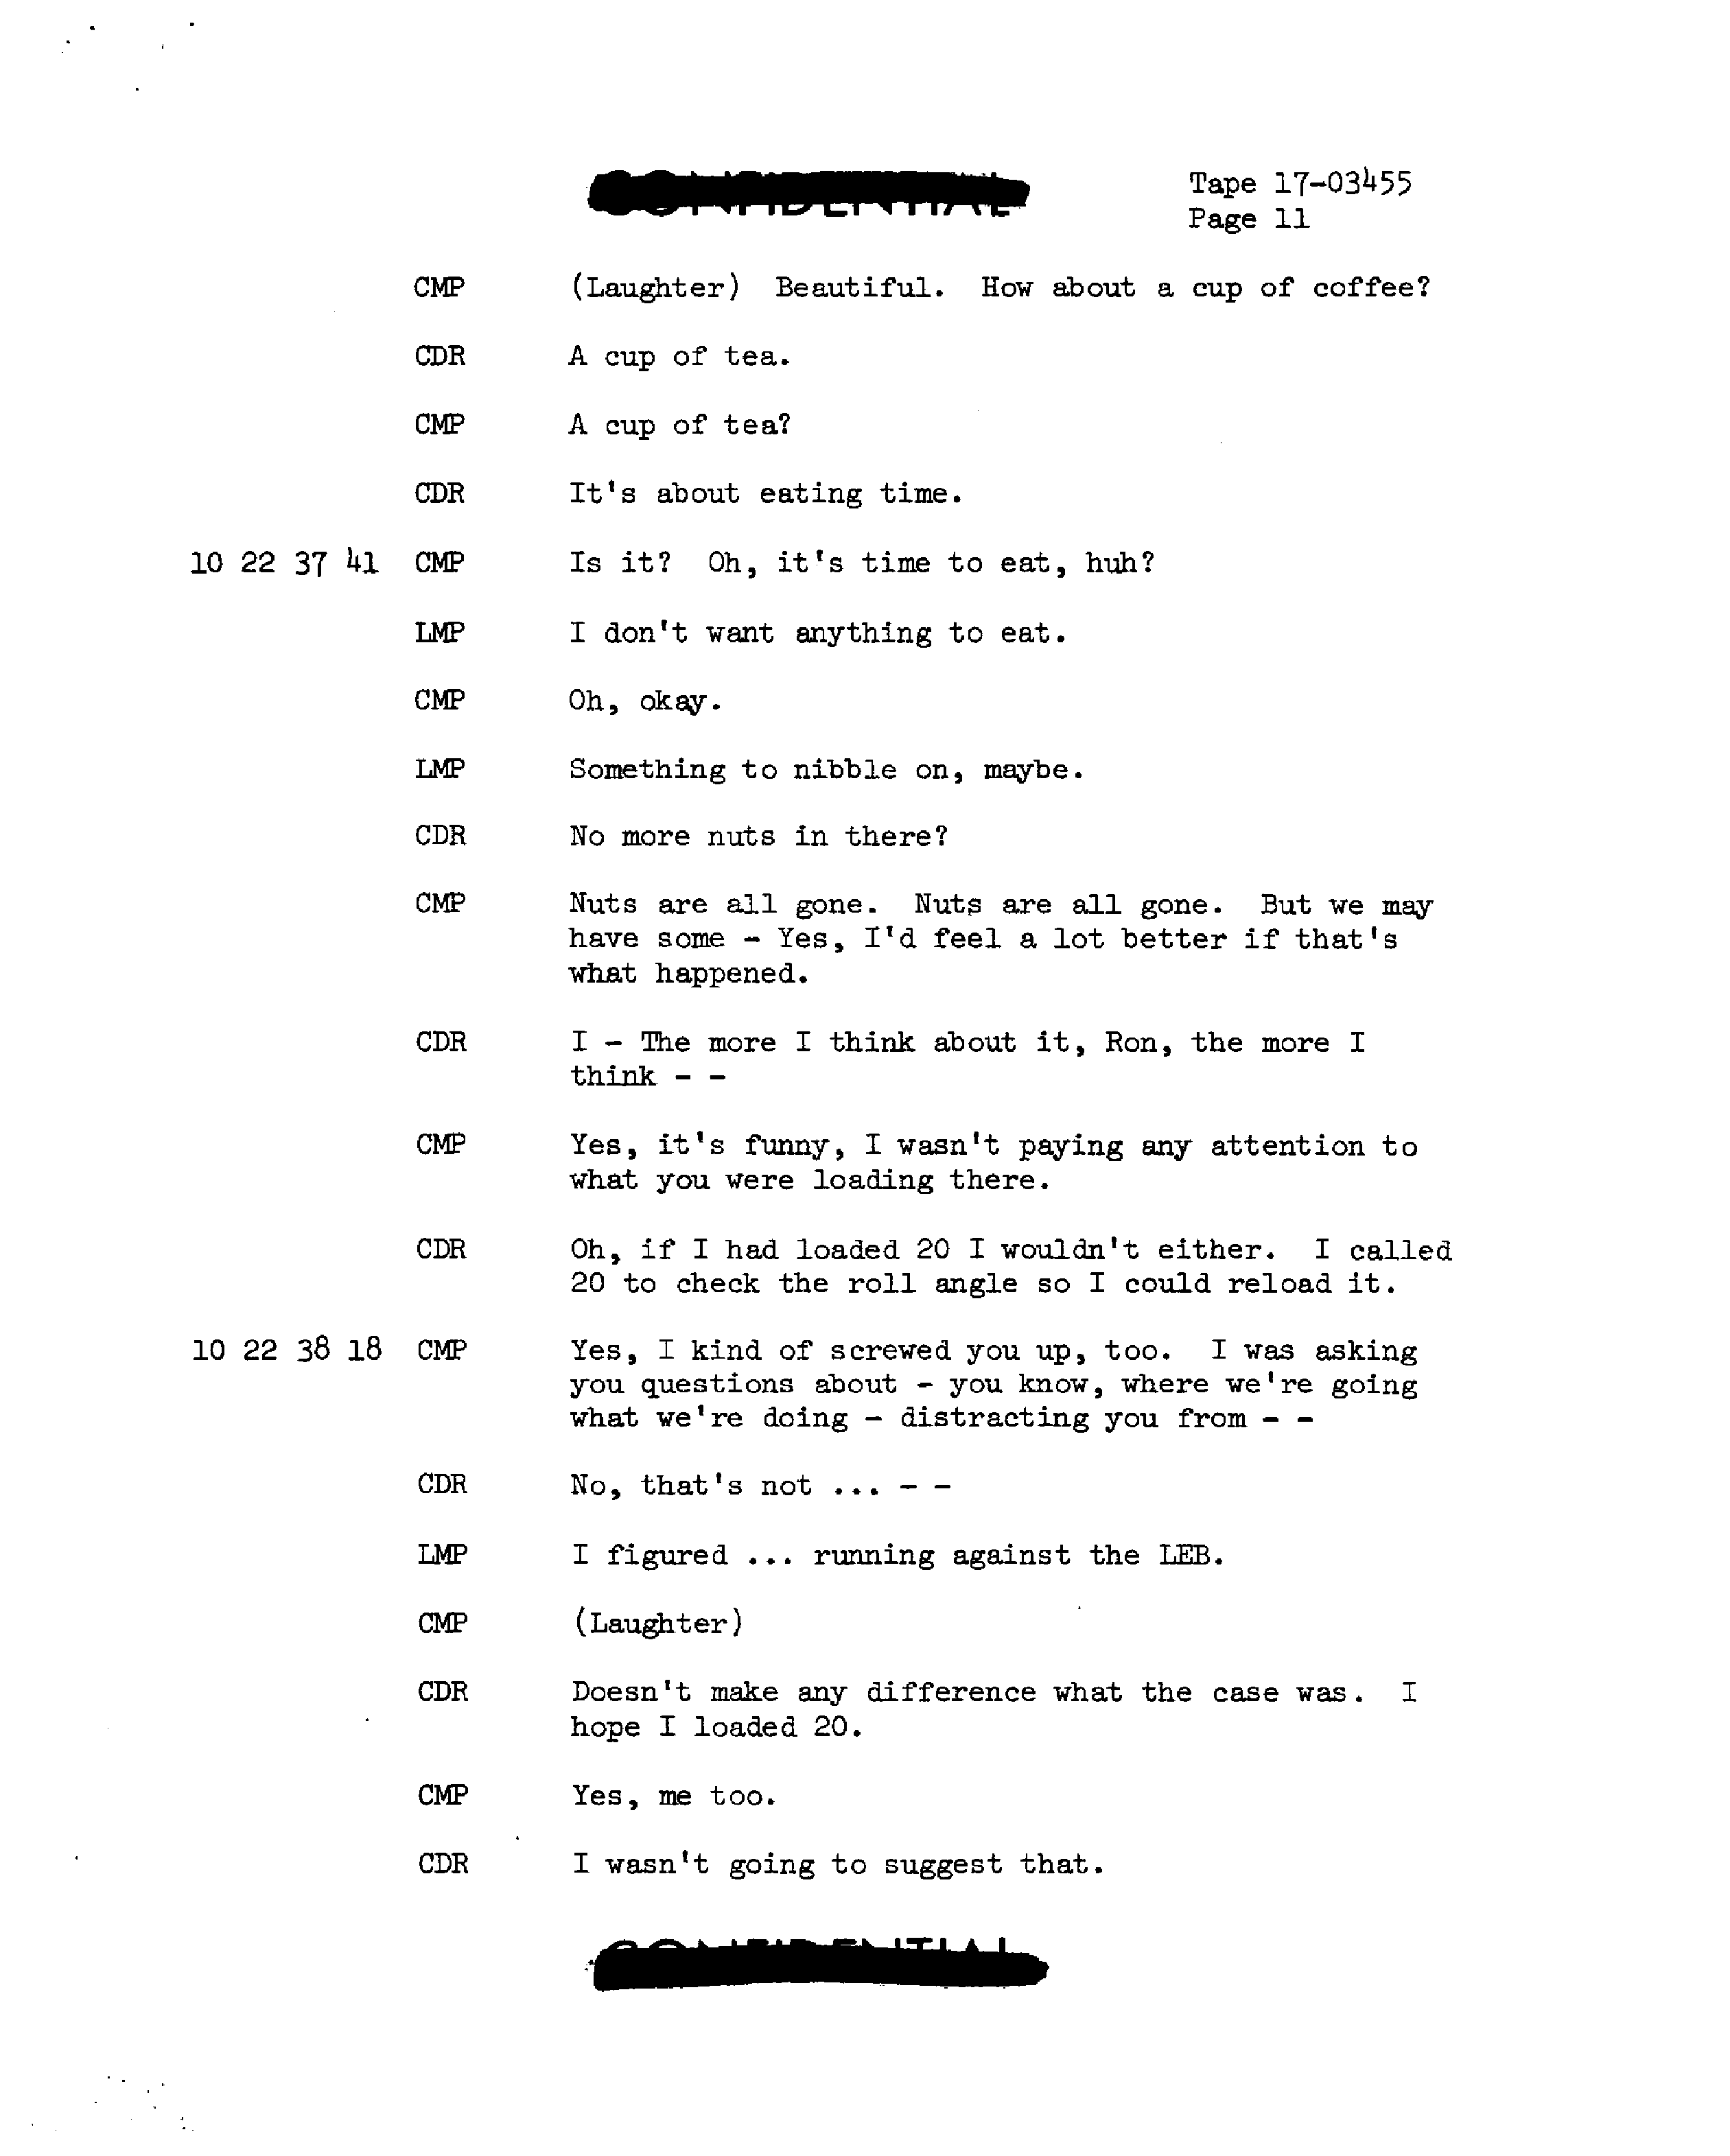 CONFIDENTIAL
Tape 17-03455
Page 11
CMP (Laughter) Beautiful. How about a cup of coffee?
CDR A cup of tea.
CMP A cup of tea?
CDR It's about eating time.
10 22 37 41 CMP Is it? Oh, it's time to eat, huh?
LMP I don't want anything to eat.
CMP Oh, okay.
LMP Something to nibble on, maybe.
CDR No more nuts in there?
CMP Nuts are all gone. Nuts are all gone. But we may
have some - Yes, I'd feel a lot better if that's
what happened.
CDR I - The more I think about it, Ron, the more I
think - -
CMP Yes, it's funny, I wasn't paying any attention to
what you were loading there.
CDR Oh, if I had loaded 20 I wouldn't either. I called
20 to check the roll angle so I could reload it.
10 22 38 18 CMP Yes, I kind of screwed you up, too. I was asking
you questions about - you know, where we're going
what we're doing - distracting you from - -
CDR No, that's not ... - -
LMP I figured ... running against the LEB.
CMP (Laughter)
CDR Doesn't make any difference what the case was. I
hope I loaded 20.
CMP Yes, me too.
CDR I wasn't going to suggest that.
CONFIDENTIAL